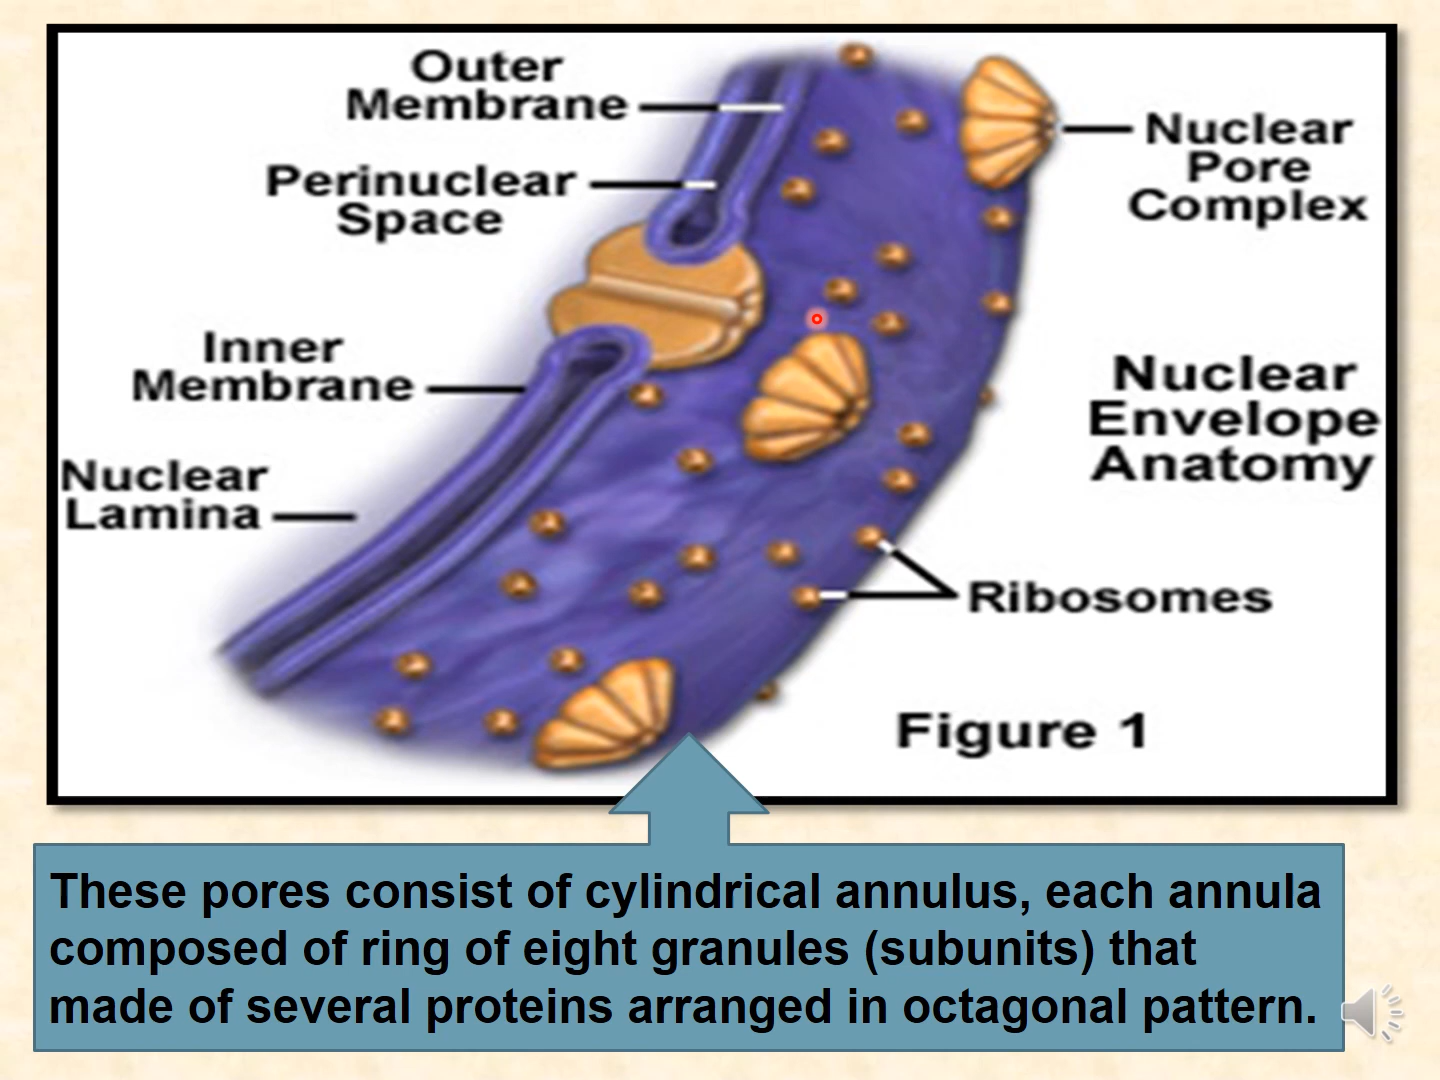 Outer
Membrane
Perinuclear
Space
Inner
Membrane
Nuclear
Lamina
Nuclear
Pore
Complex
Nuclear
Envelope
Anatomy
Ribosomes
Figure 1
These pores consist of cylindrical annulus, each annula
composed of ring of eight granules (subunits) that
made of several proteins arranged in octagonal pattern.